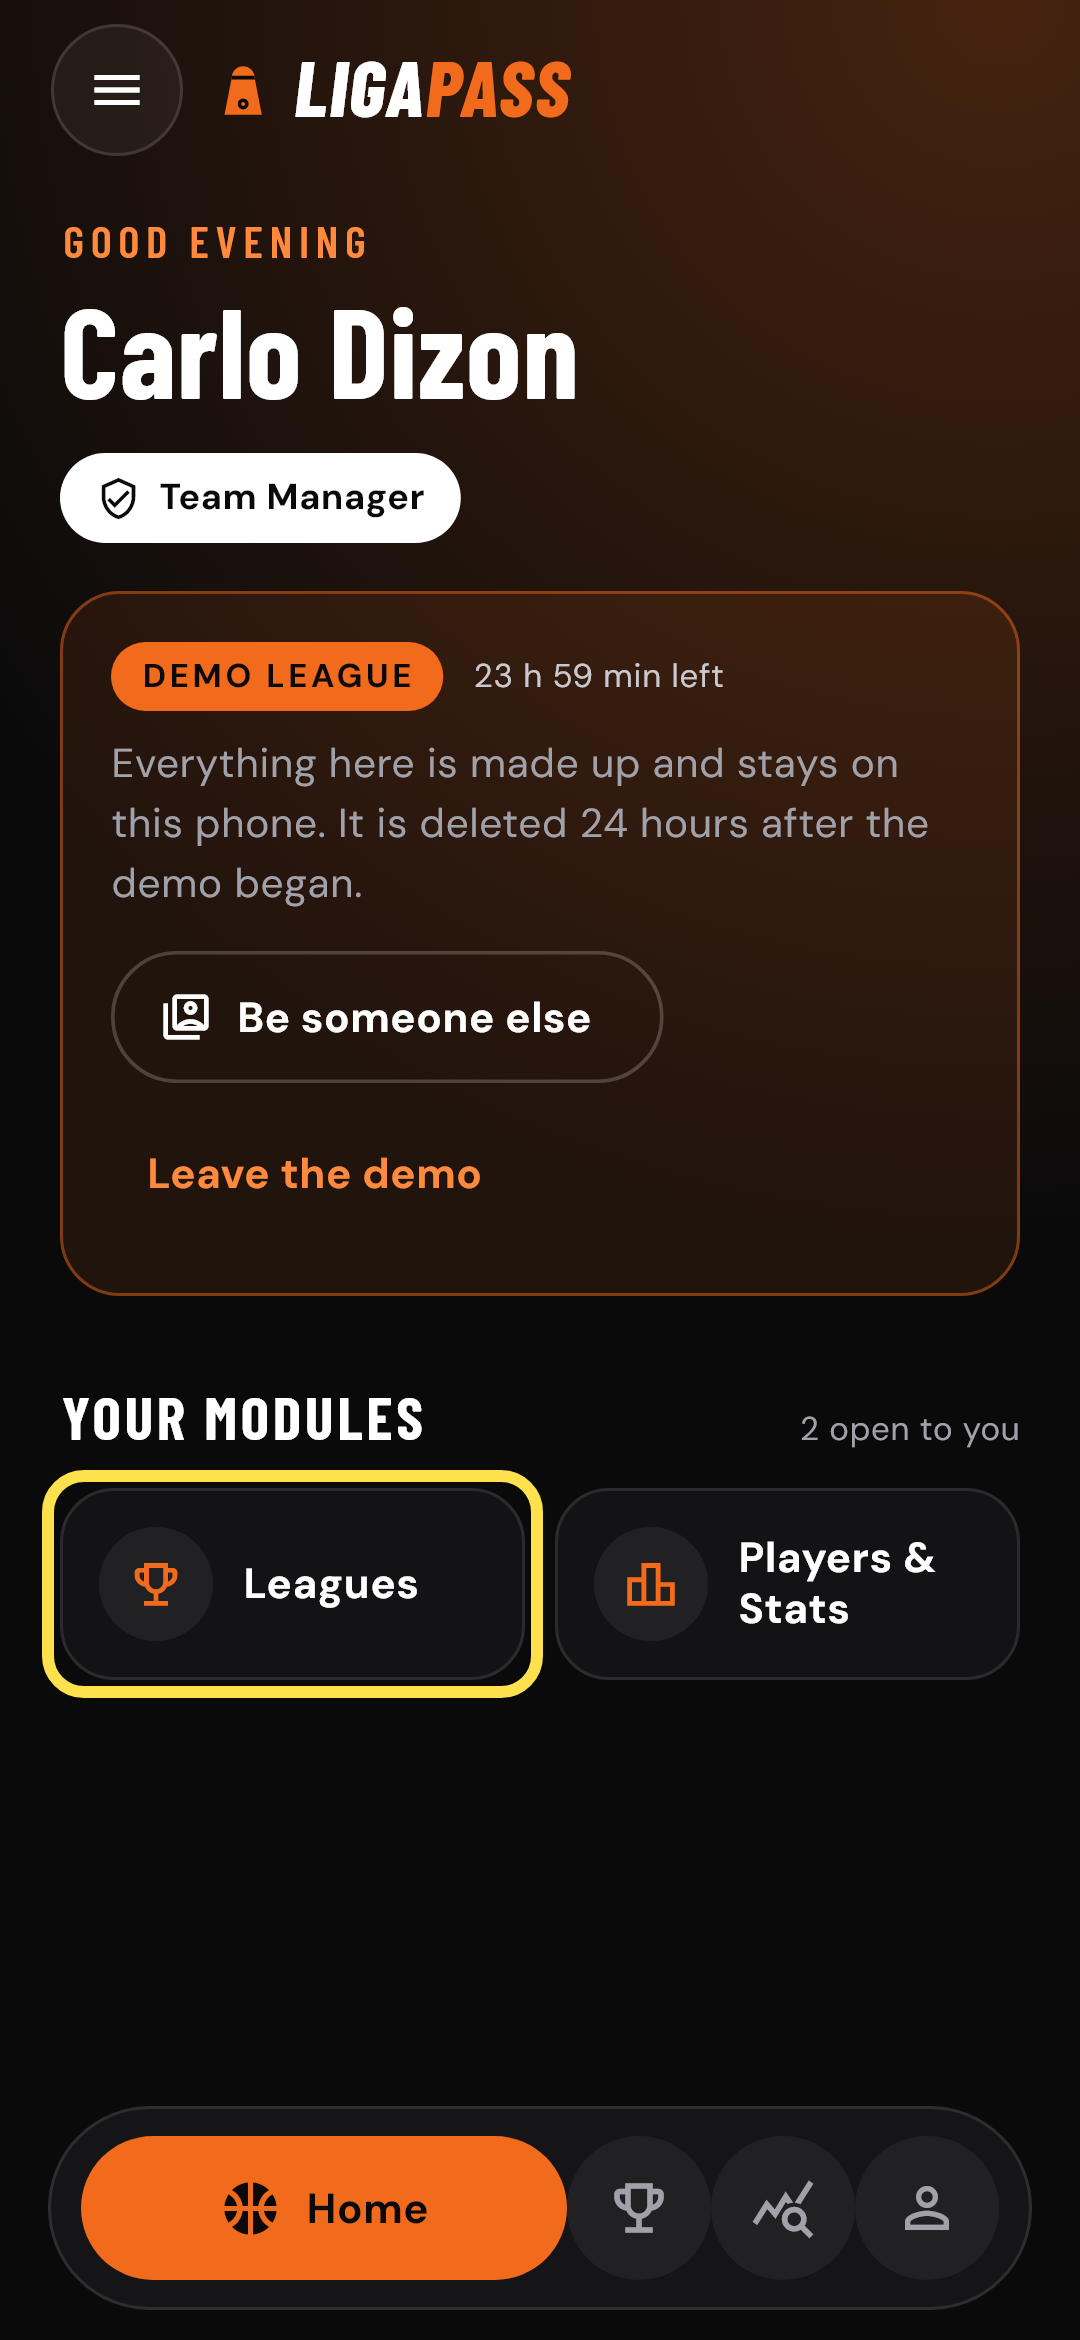 LIGAPASS
GOOD EVENING
Carlo Dizon
Team Manager
DEMO LEAGUE 23 h 59 min left
Everything here is made up and stays on
this phone. It is deleted 24 hours after the
demo began.
Be someone else
Leave the demo
YOUR MODULES 2 open to you
Leagues
Players &
Stats
Home